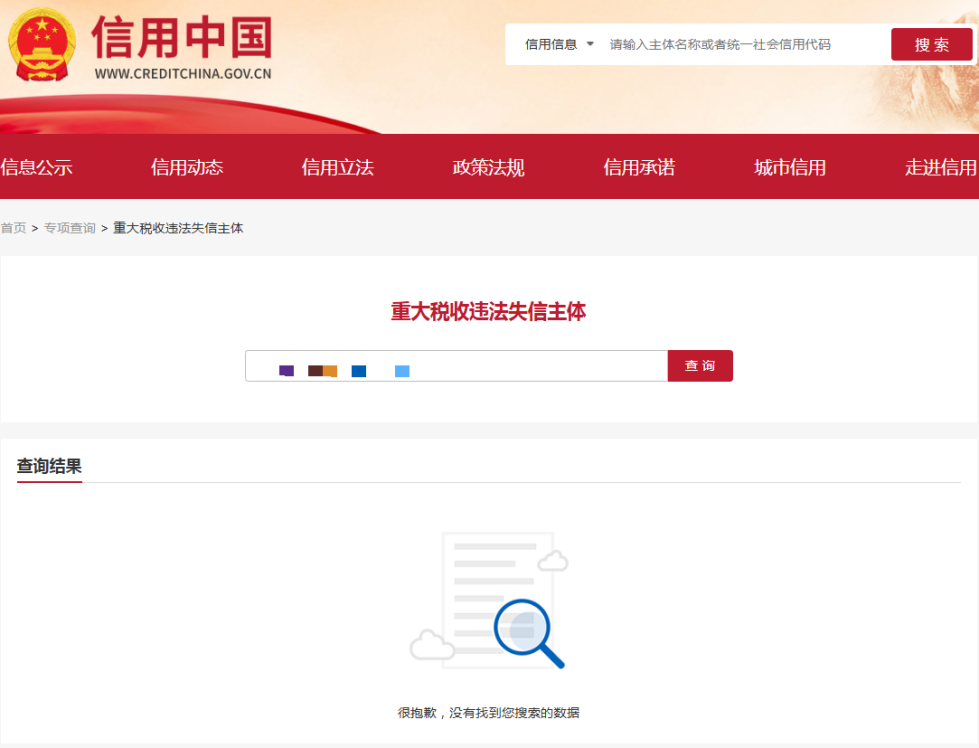 信用中国
WWW.CREDITCHINA.GOV.CN
信用信息 请输入主体名称或者统一社会信用代码 搜索
信息公示 信用动态 信用立法 政策法规 信用承诺 城市信用 走进信用
首页 > 专项查询 > 重大税收违法失信主体
重大税收违法失信主体
查询
查询结果
很抱歉，没有找到您搜索的数据